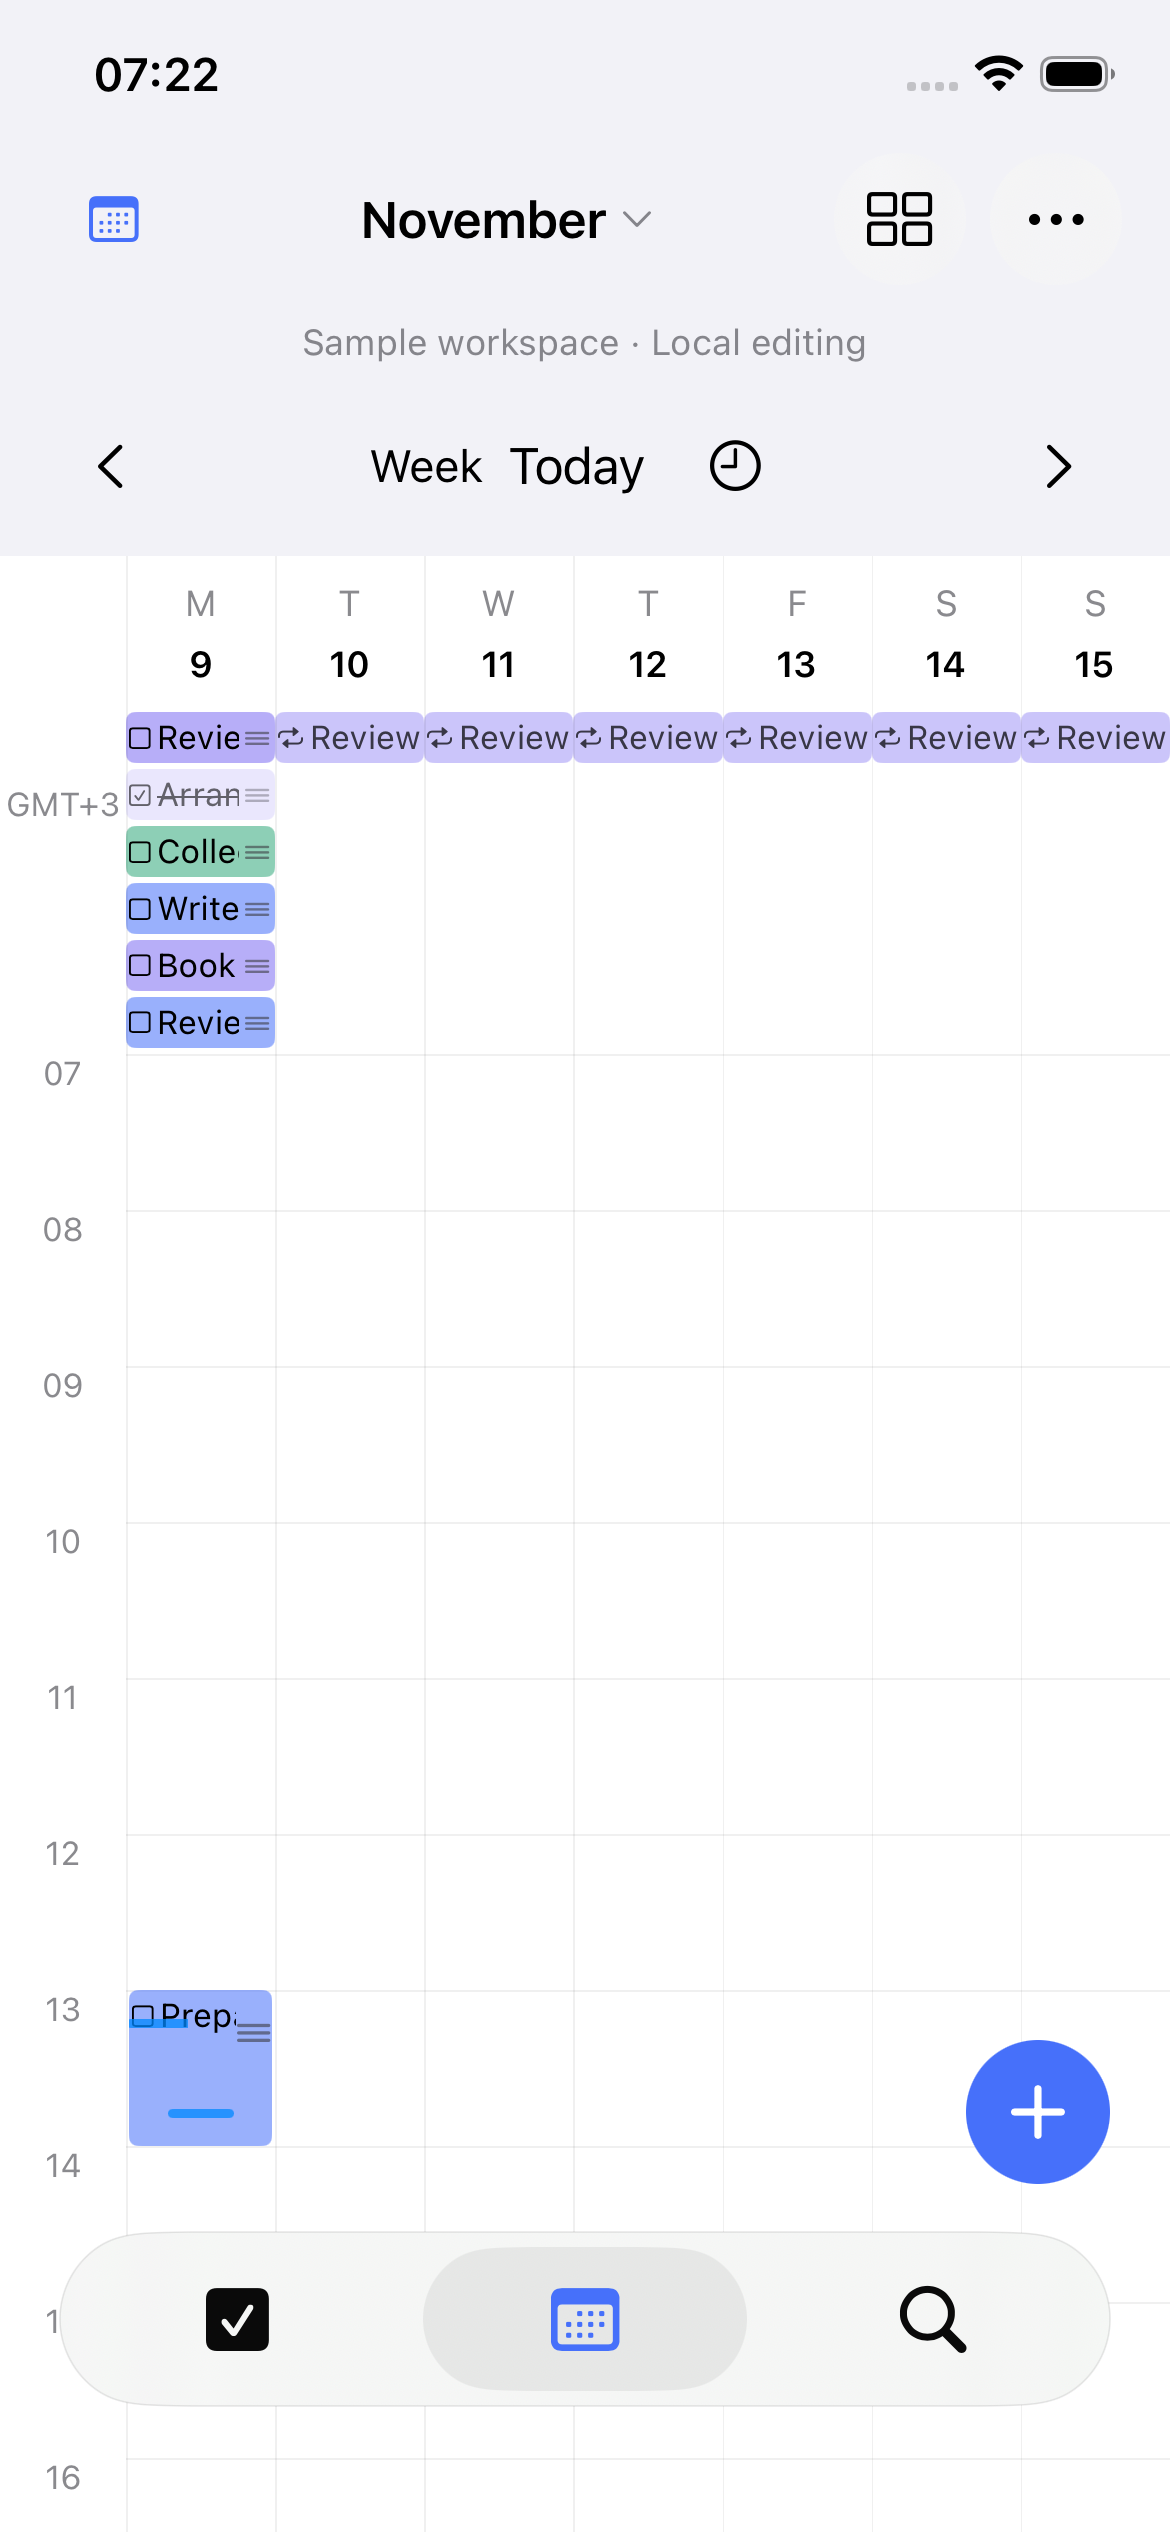 07:22
November
Sample workspace · Local editing
Week Today
M T W T F S S
9 10 11 12 13 14 15
Revie Review Review Review Review Review Review
Arran
GMT+3
Colle
Write
Book
Revie
07
08
09
10
11
12
13
Prepa
14
1
16